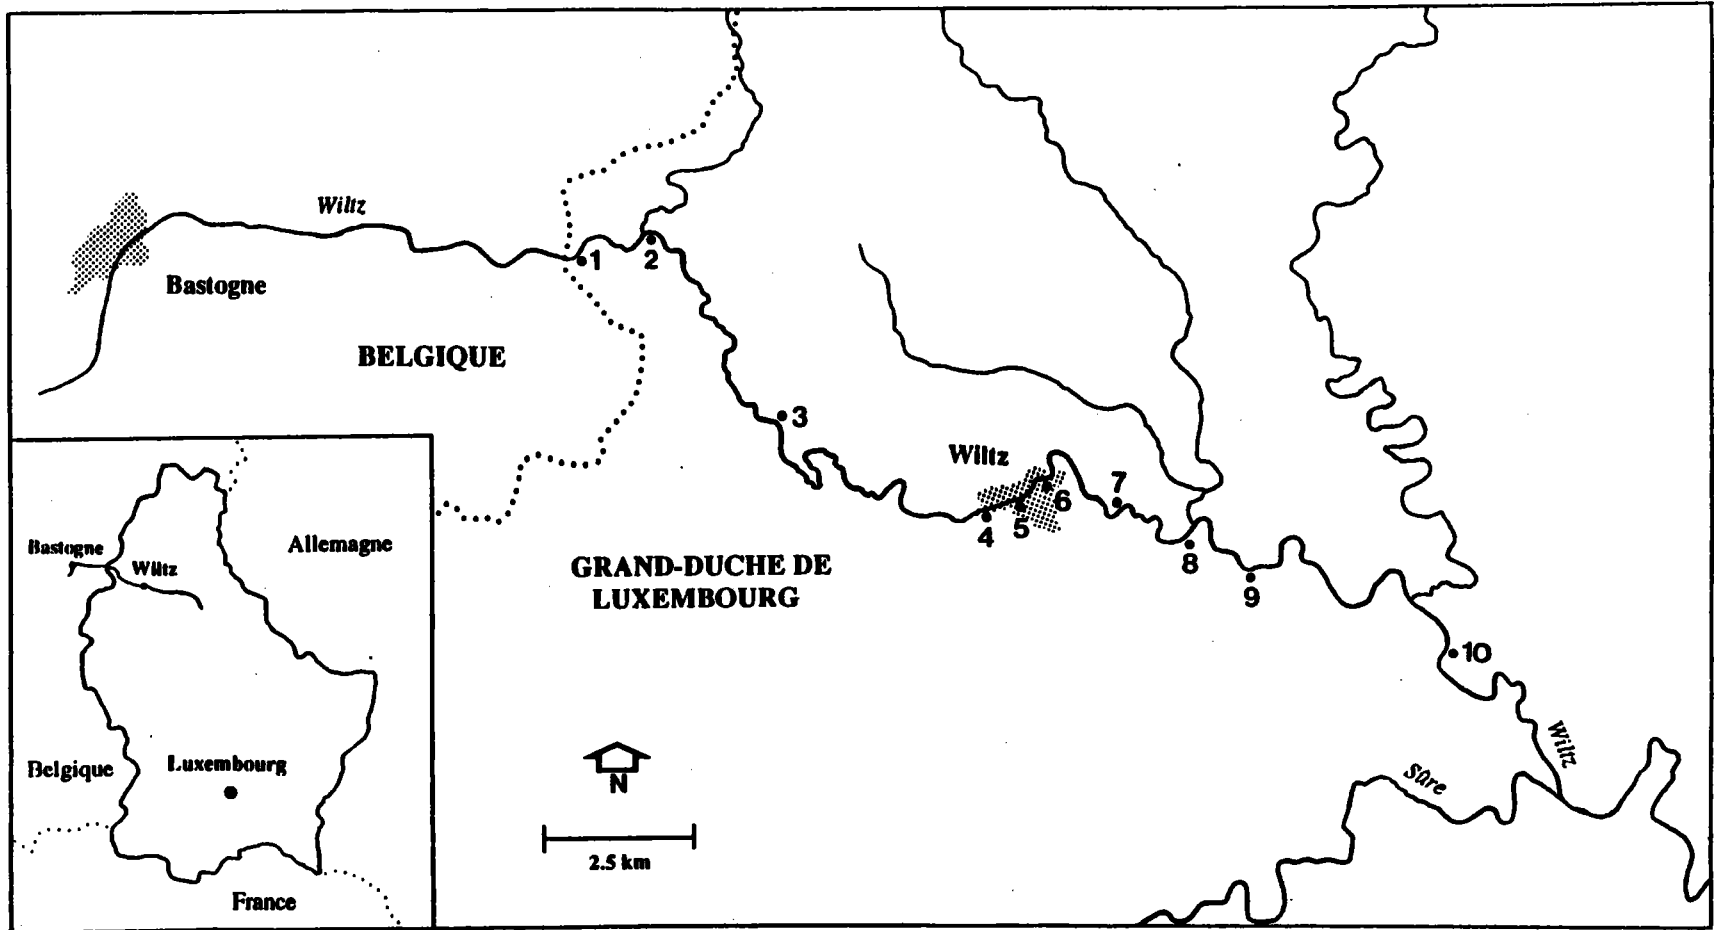 Wiltz
Bastogne
BELGIQUE
1
2
3
Wiltz
4
5
6
7
8
9
10
GRAND-DUCHE DE
LUXEMBOURG
Wiltz
Sûre
N
2.5 km
Bastogne
Wiltz
Allemagne
Belgique
Luxembourg
France